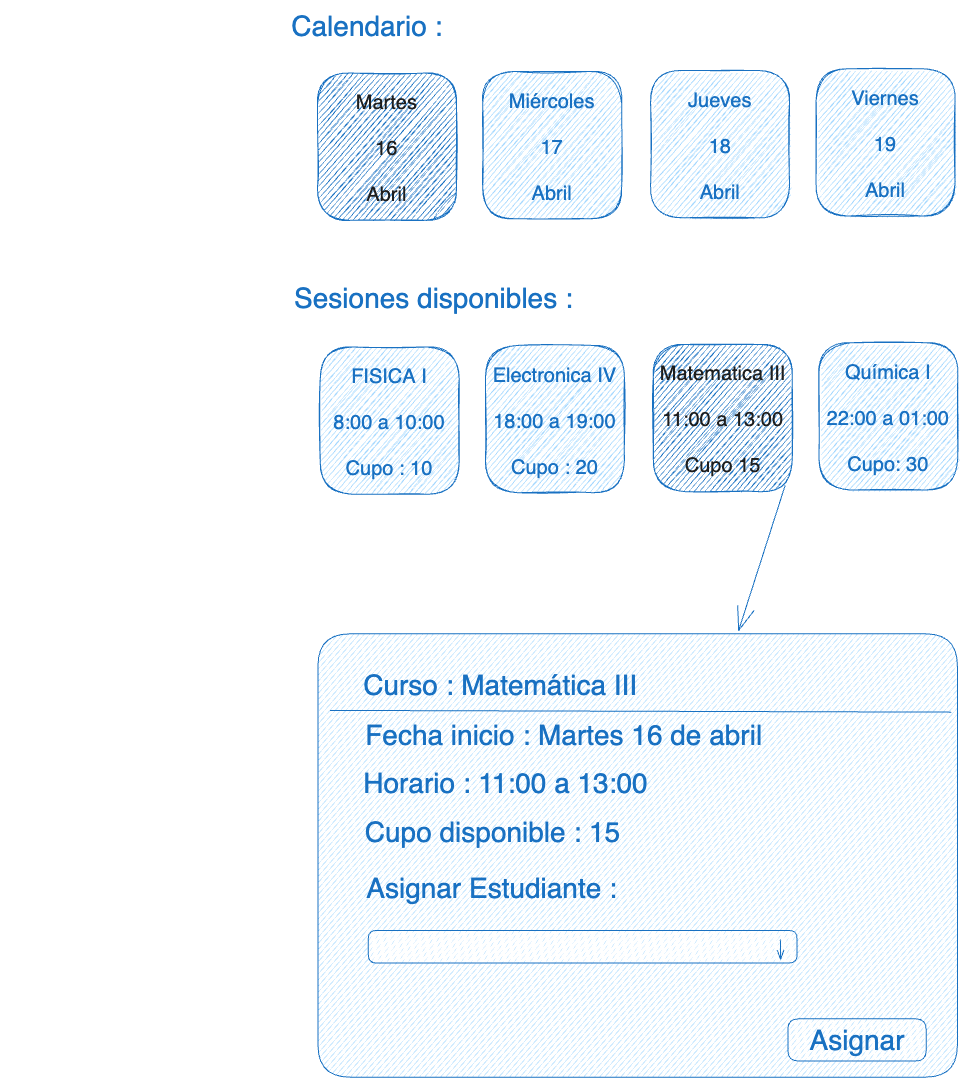 Calendario :
Martes
16
Abril
Miércoles
17
Abril
Jueves
18
Abril
Viernes
19
Abril
Sesiones disponibles :
FISICA I
8:00 a 10:00
Cupo : 10
Electronica IV
18:00 a 19:00
Cupo : 20
Matematica III
11:00 a 13:00
Cupo 15
Química I
22:00 a 01:00
Cupo: 30
Curso : Matemática III
Fecha inicio : Martes 16 de abril
Horario : 11:00 a 13:00
Cupo disponible : 15
Asignar Estudiante :
Asignar